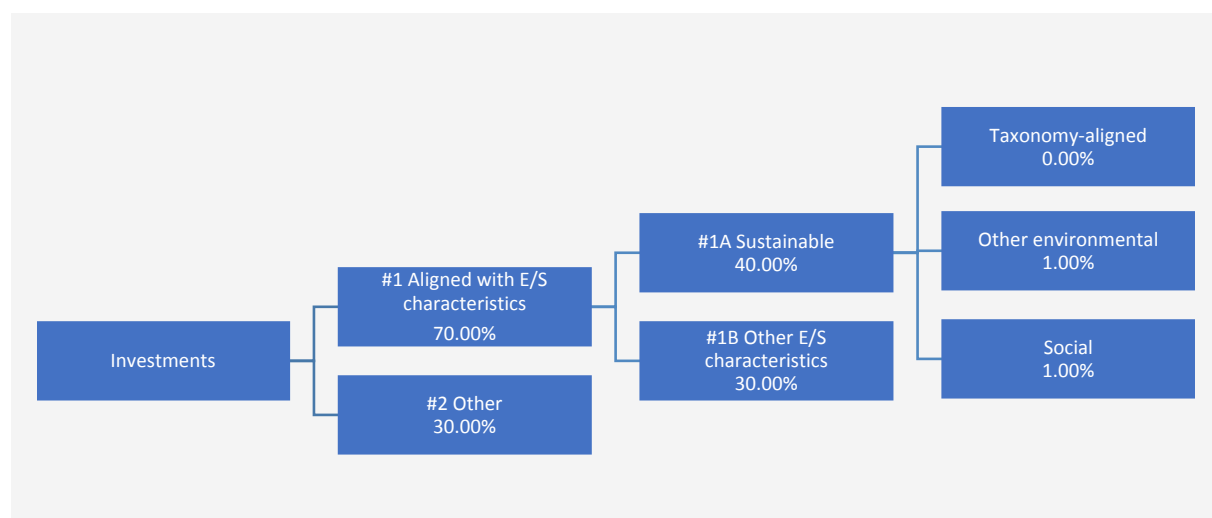 Investments
#1 Aligned with E/S
characteristics
70.00%
#2 Other
30.00%
#1A Sustainable
40.00%
#1B Other E/S
characteristics
30.00%
Taxonomy-aligned
0.00%
Other environmental
1.00%
Social
1.00%